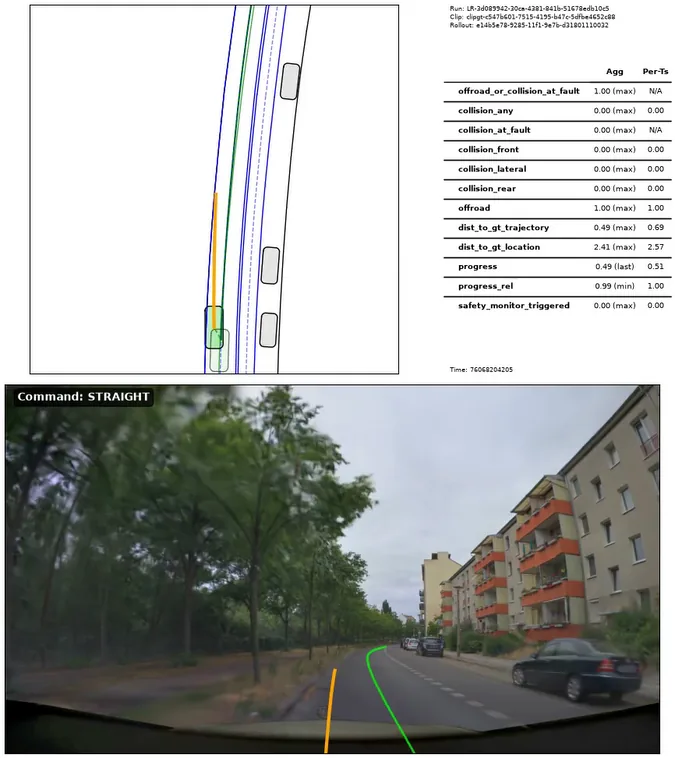 Run: LR-3d089942-30ca-4381-841b-51678edb10c5
Clip: clipgt-c547b601-7515-4195-b47c-5dfbe4652c88
Rollout: e14b5e78-9285-11f1-9e7b-d31801110032
Agg Per-Ts
offroad_or_collision_at_fault 1.00 (max) N/A
collision_any 0.00 (max) 0.00
collision_at_fault 0.00 (max) N/A
collision_front 0.00 (max) 0.00
collision_lateral 0.00 (max) 0.00
collision_rear 0.00 (max) 0.00
offroad 1.00 (max) 1.00
dist_to_gt_trajectory 0.49 (max) 0.69
dist_to_gt_location 2.41 (max) 2.57
progress 0.49 (last) 0.51
progress_rel 0.99 (min) 1.00
safety_monitor_triggered 0.00 (max) 0.00
Time: 76068204205
Command: STRAIGHT